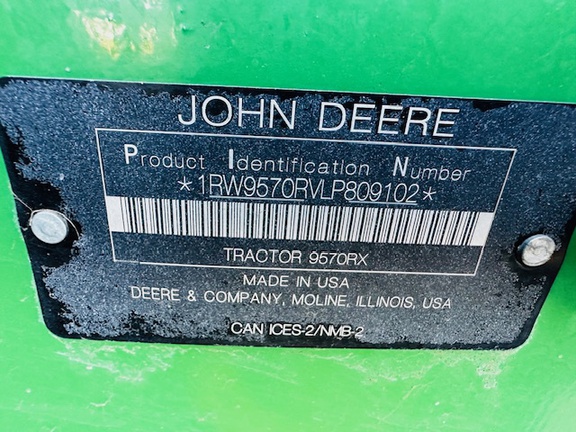 JOHN DEERE
Product Identification Number
*1RW9570RVLP809102*
TRACTOR 9570RX
MADE IN USA
DEERE & COMPANY, MOLINE, ILLINOIS, USA
CAN ICES-2/NMB-2